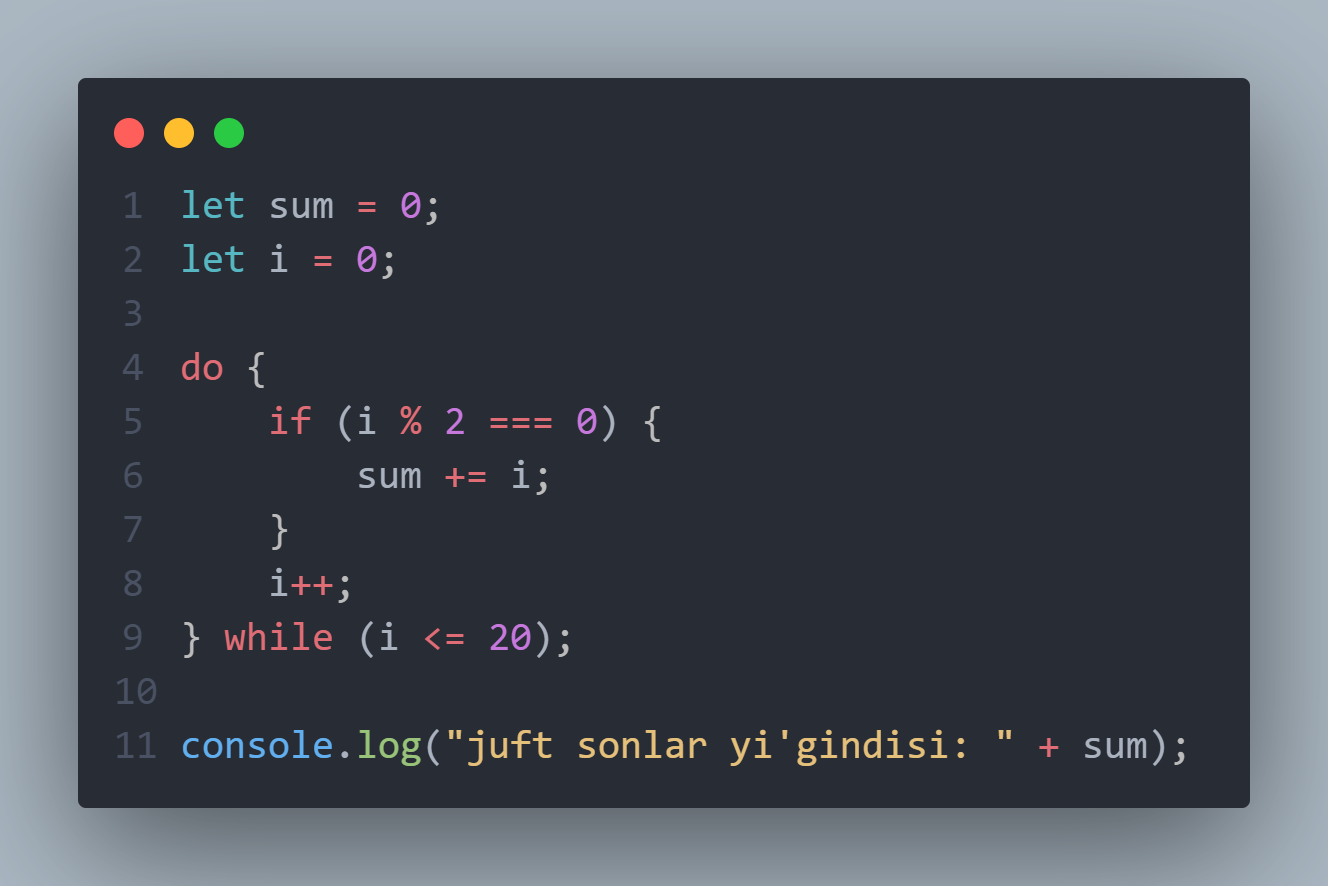 1 let sum = 0;
2 let i = 0;
3
4 do {
5     if (i % 2 === 0) {
6         sum += i;
7     }
8     i++;
9 } while (i <= 20);
10
11 console.log("juft sonlar yi'gindisi: " + sum);